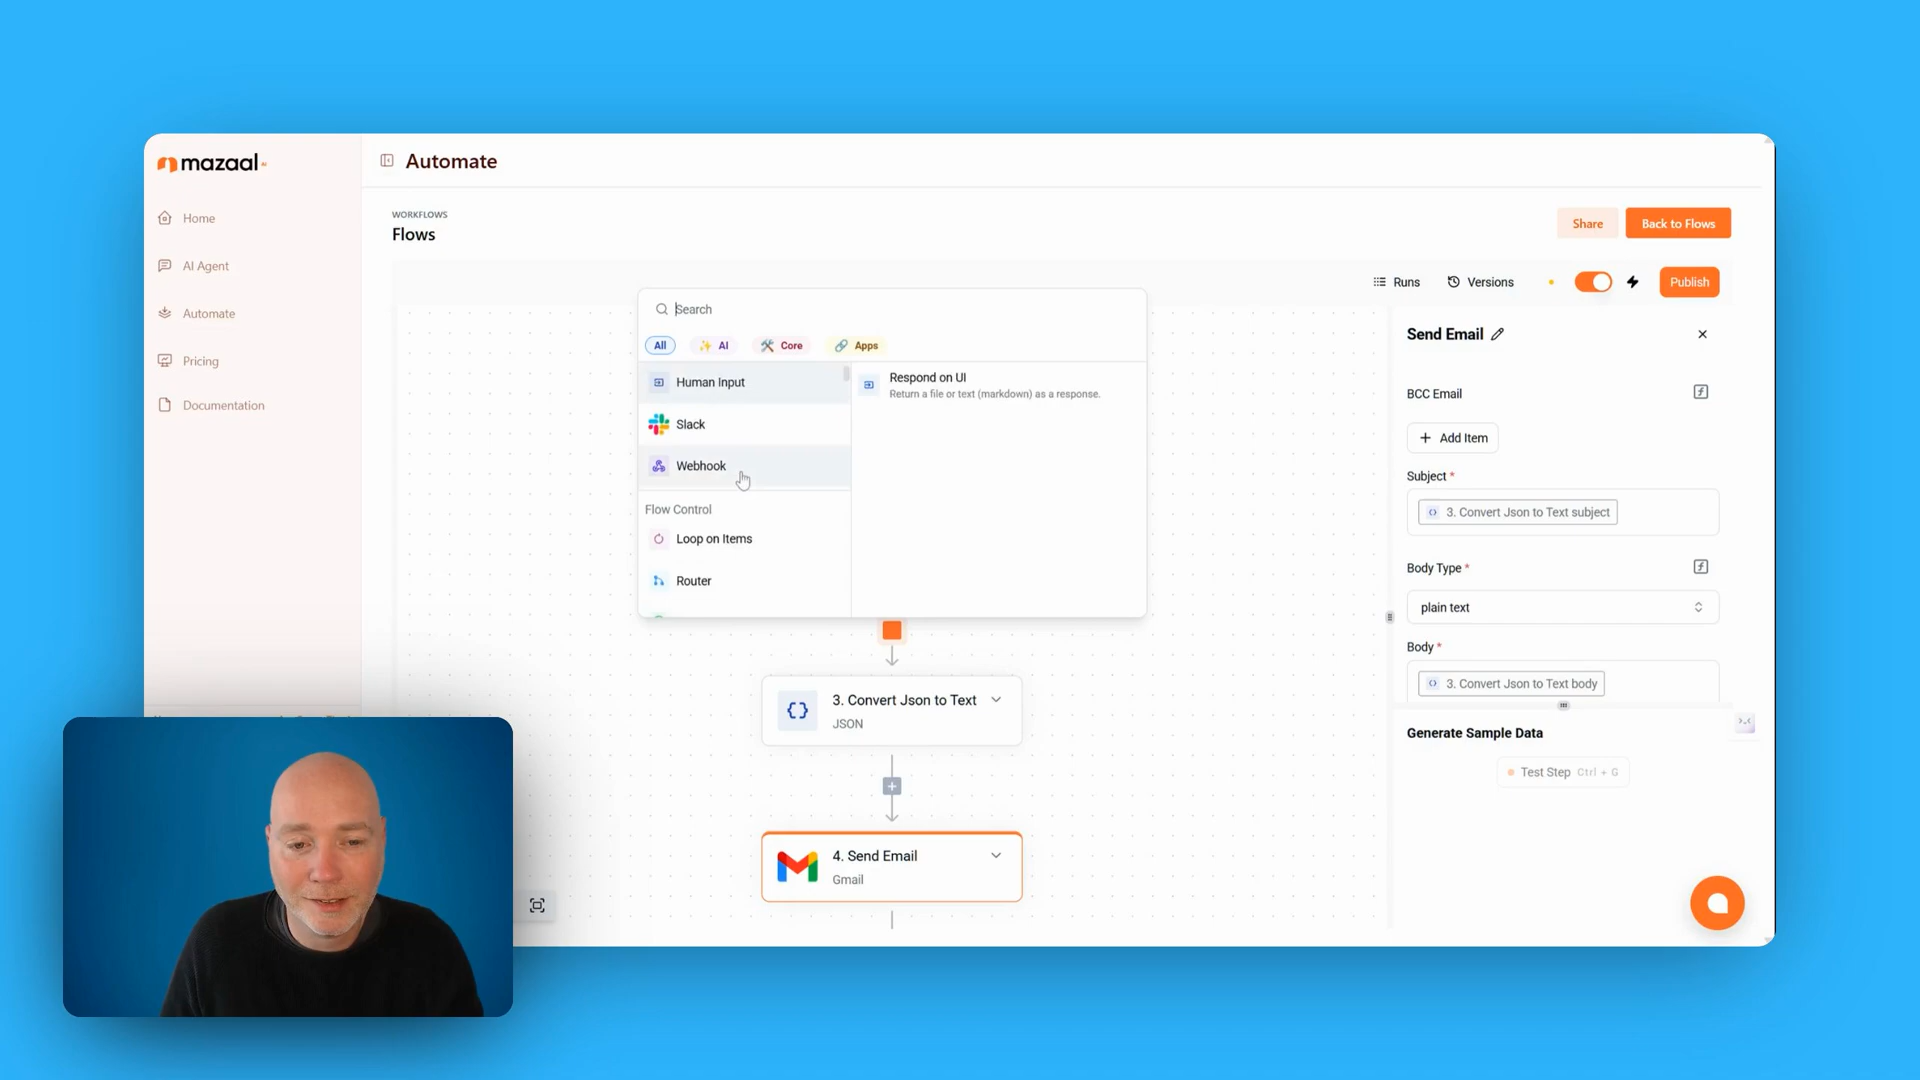 mazaal AI
Automate
Home
AI Agent
Automate
Pricing
Documentation
WORKFLOWS
Flows
Share
Back to Flows
Runs
Versions
Publish
Search
All
AI
Core
Apps
Human Input
Slack
Webhook
Flow Control
Loop on Items
Router
Respond on UI
Return a file or text (markdown) as a response.
3. Convert Json to Text
JSON
4. Send Email
Gmail
Send Email
BCC Email
Add Item
Subject *
3. Convert Json to Text subject
Body Type *
plain text
Body *
3. Convert Json to Text body
Generate Sample Data
Test Step Ctrl + G